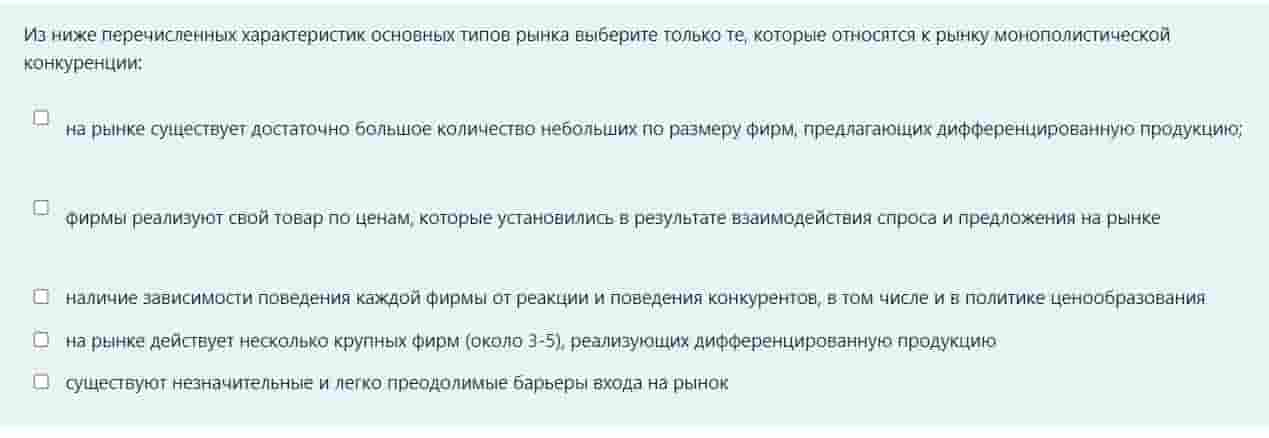 Из ниже перечисленных характеристик основных типов рынка выберите только те, которые относятся к рынку монополистической
конкуренции:
на рынке существует достаточно большое количество небольших по размеру фирм, предлагающих дифференцированную продукцию;
фирмы реализуют свой товар по ценам, которые установились в результате взаимодействия спроса и предложения на рынке
наличие зависимости поведения каждой фирмы от реакции и поведения конкурентов, в том числе и в политике ценообразования
на рынке действует несколько крупных фирм (около 3-5), реализующих дифференцированную продукцию
существуют незначительные и легко преодолимые барьеры входа на рынок